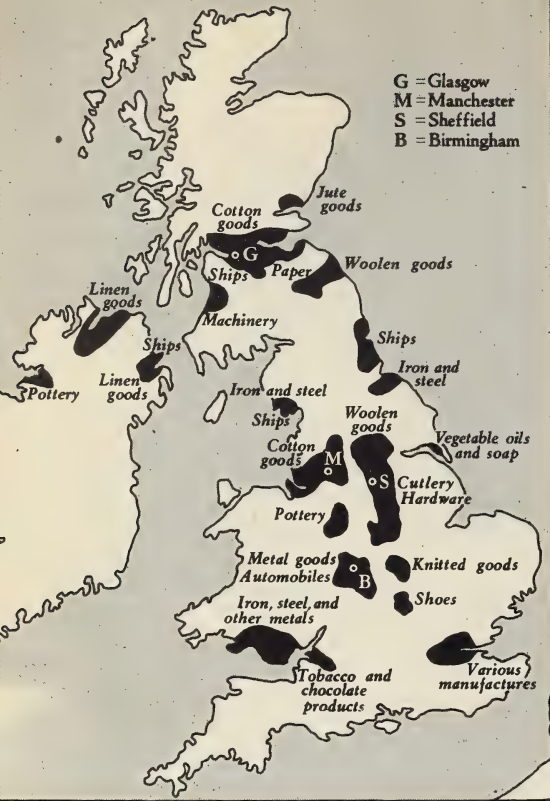 G = Glasgow
M = Manchester
S = Sheffield
B = Birmingham
Jute
goods
Cotton
goods
G
Ships
Paper
Woolen goods
Linen
goods
Machinery
Ships
Ships
Iron and
steel
Pottery
Linen
goods
Iron and steel
Ships
Woolen
goods
Vegetable oils
and soap
Cotton
goods
M
S
Cutlery
Hardware
Pottery
Metal goods
Automobiles
B
Knitted goods
Iron, steel, and
other metals
Shoes
Tobacco and
chocolate
products
Various
manufactures